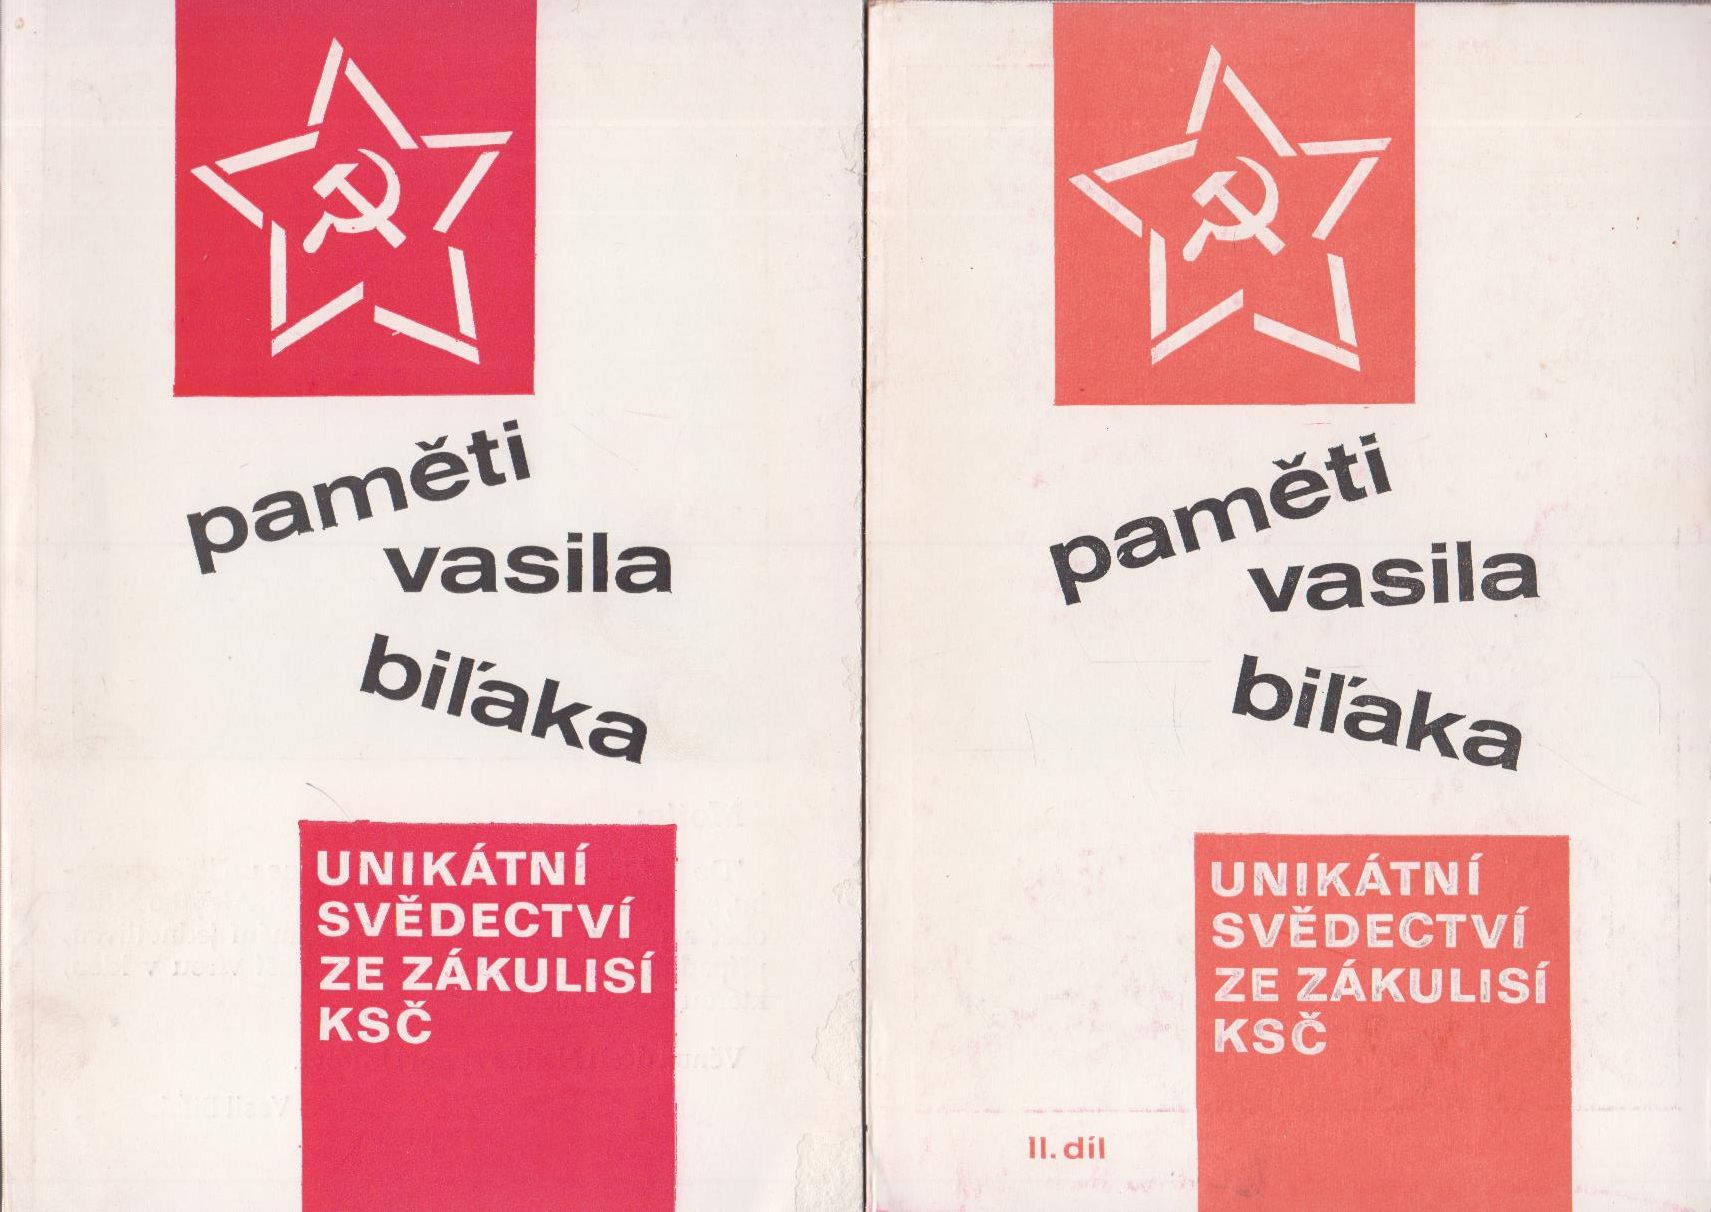 paměti
vasila
biľaka
UNIKÁTNÍ
SVĚDECTVÍ
ZE ZÁKULISÍ
KSČ
paměti
vasila
biľaka
UNIKÁTNÍ
SVĚDECTVÍ
ZE ZÁKULISÍ
KSČ
II. díl